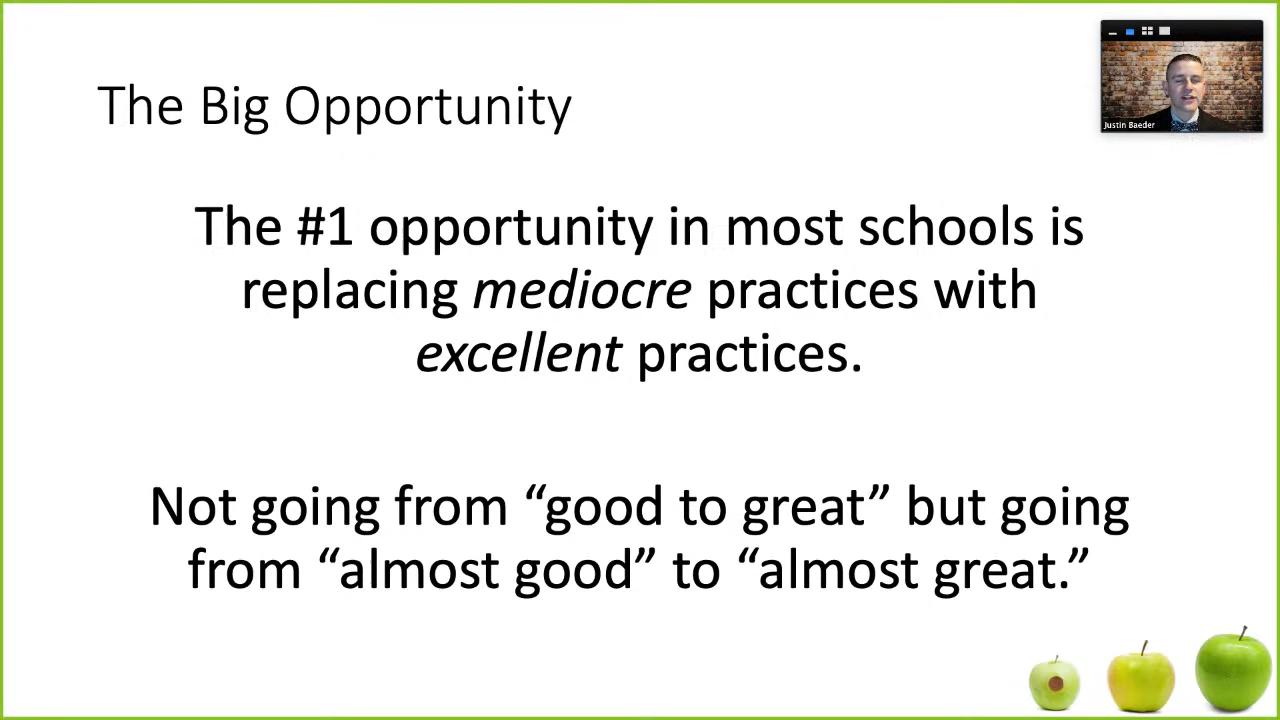 The Big Opportunity
Justin Baeder
The #1 opportunity in most schools is
replacing mediocre practices with
excellent practices.
Not going from “good to great” but going
from “almost good” to “almost great.”